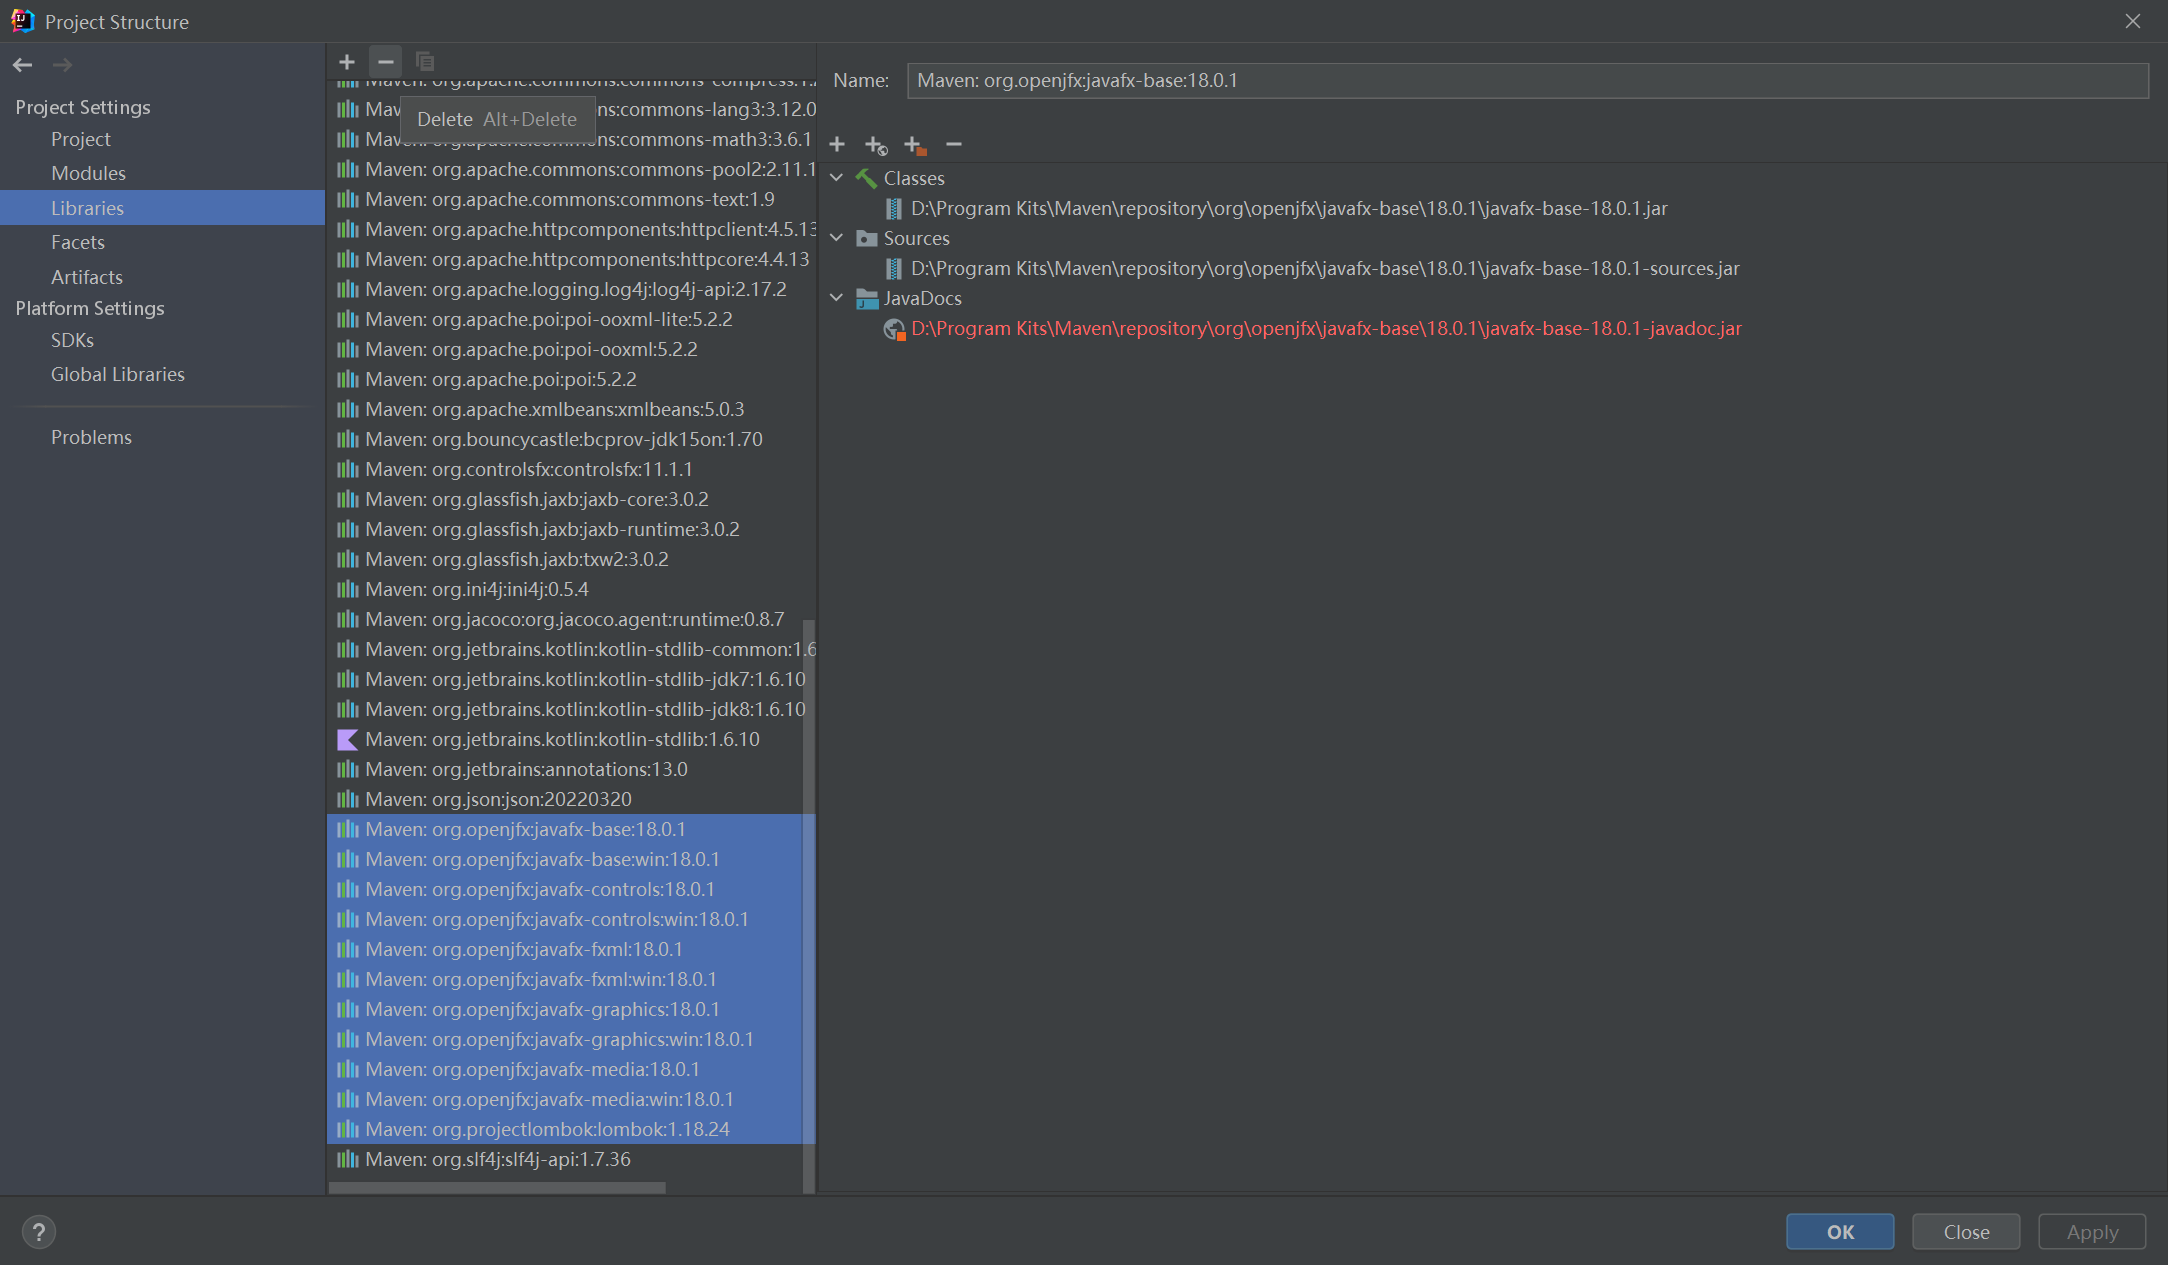 Project Structure
Project Settings
Project
Modules
Libraries
Facets
Artifacts
Platform Settings
SDKs
Global Libraries
Problems
Delete Alt+Delete
Maven: org.apache.commons:commons-compress:1.2
Mav ns:commons-lang3:3.12.0
Maven: org.apache.commons:commons-math3:3.6.1
Maven: org.apache.commons:commons-pool2:2.11.1
Maven: org.apache.commons:commons-text:1.9
Maven: org.apache.httpcomponents:httpclient:4.5.13
Maven: org.apache.httpcomponents:httpcore:4.4.13
Maven: org.apache.logging.log4j:log4j-api:2.17.2
Maven: org.apache.poi:poi-ooxml-lite:5.2.2
Maven: org.apache.poi:poi-ooxml:5.2.2
Maven: org.apache.poi:poi:5.2.2
Maven: org.apache.xmlbeans:xmlbeans:5.0.3
Maven: org.bouncycastle:bcprov-jdk15on:1.70
Maven: org.controlsfx:controlsfx:11.1.1
Maven: org.glassfish.jaxb:jaxb-core:3.0.2
Maven: org.glassfish.jaxb:jaxb-runtime:3.0.2
Maven: org.glassfish.jaxb:txw2:3.0.2
Maven: org.ini4j:ini4j:0.5.4
Maven: org.jacoco:org.jacoco.agent:runtime:0.8.7
Maven: org.jetbrains.kotlin:kotlin-stdlib-common:1.6
Maven: org.jetbrains.kotlin:kotlin-stdlib-jdk7:1.6.10
Maven: org.jetbrains.kotlin:kotlin-stdlib-jdk8:1.6.10
Maven: org.jetbrains.kotlin:kotlin-stdlib:1.6.10
Maven: org.jetbrains:annotations:13.0
Maven: org.json:json:20220320
Maven: org.openjfx:javafx-base:18.0.1
Maven: org.openjfx:javafx-base:win:18.0.1
Maven: org.openjfx:javafx-controls:18.0.1
Maven: org.openjfx:javafx-controls:win:18.0.1
Maven: org.openjfx:javafx-fxml:18.0.1
Maven: org.openjfx:javafx-fxml:win:18.0.1
Maven: org.openjfx:javafx-graphics:18.0.1
Maven: org.openjfx:javafx-graphics:win:18.0.1
Maven: org.openjfx:javafx-media:18.0.1
Maven: org.openjfx:javafx-media:win:18.0.1
Maven: org.projectlombok:lombok:1.18.24
Maven: org.slf4j:slf4j-api:1.7.36
Name: Maven: org.openjfx:javafx-base:18.0.1
Classes
D:\Program Kits\Maven\repository\org\openjfx\javafx-base\18.0.1\javafx-base-18.0.1.jar
Sources
D:\Program Kits\Maven\repository\org\openjfx\javafx-base\18.0.1\javafx-base-18.0.1-sources.jar
JavaDocs
D:\Program Kits\Maven\repository\org\openjfx\javafx-base\18.0.1\javafx-base-18.0.1-javadoc.jar
?
OK
Close
Apply